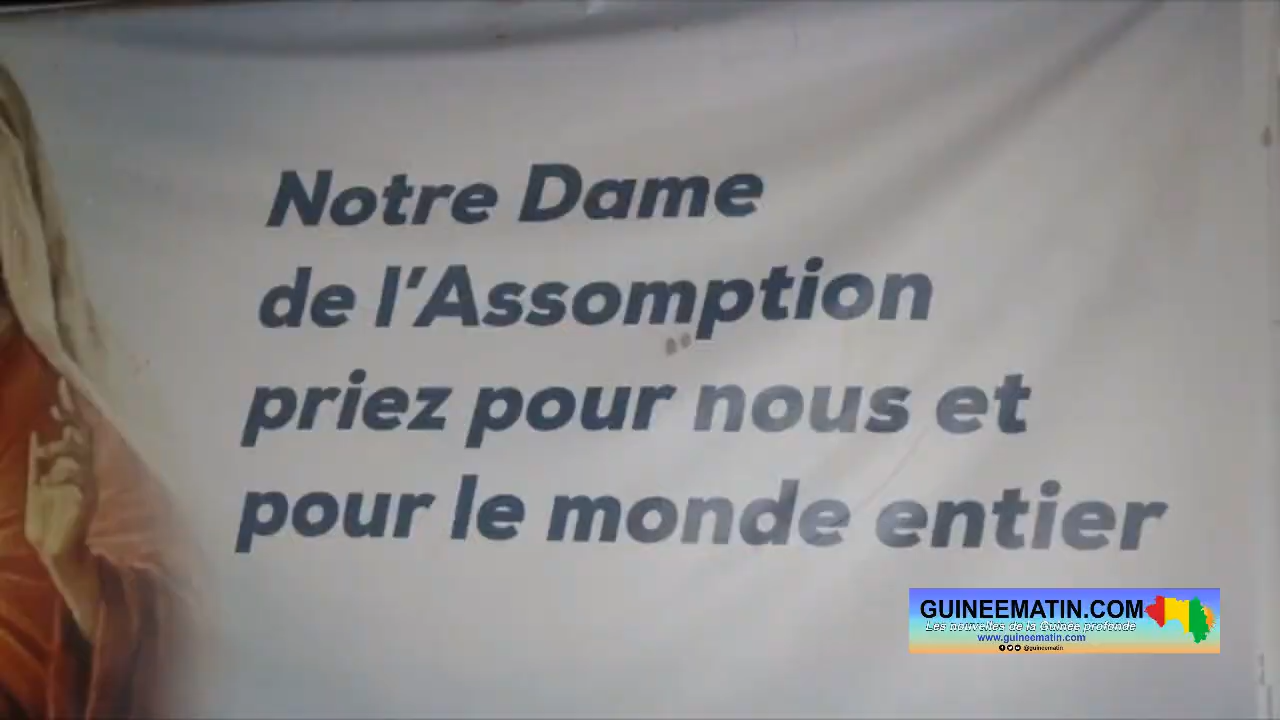 Notre Dame
de l'Assomption
priez pour nous et
pour le monde entier
GUINEEMATIN.COM
Les nouvelles de la Guinée profonde
www.guineematin.com
@guineematin